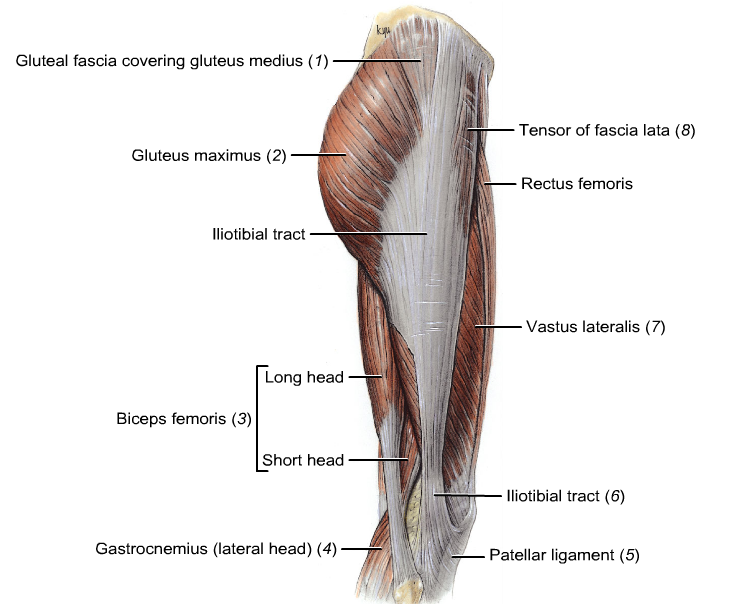 Gluteal fascia covering gluteus medius (1)
Tensor of fascia lata (8)
Gluteus maximus (2)
Rectus femoris
Iliotibial tract
Vastus lateralis (7)
Long head
Biceps femoris (3)
Short head
Iliotibial tract (6)
Gastrocnemius (lateral head) (4)
Patellar ligament (5)